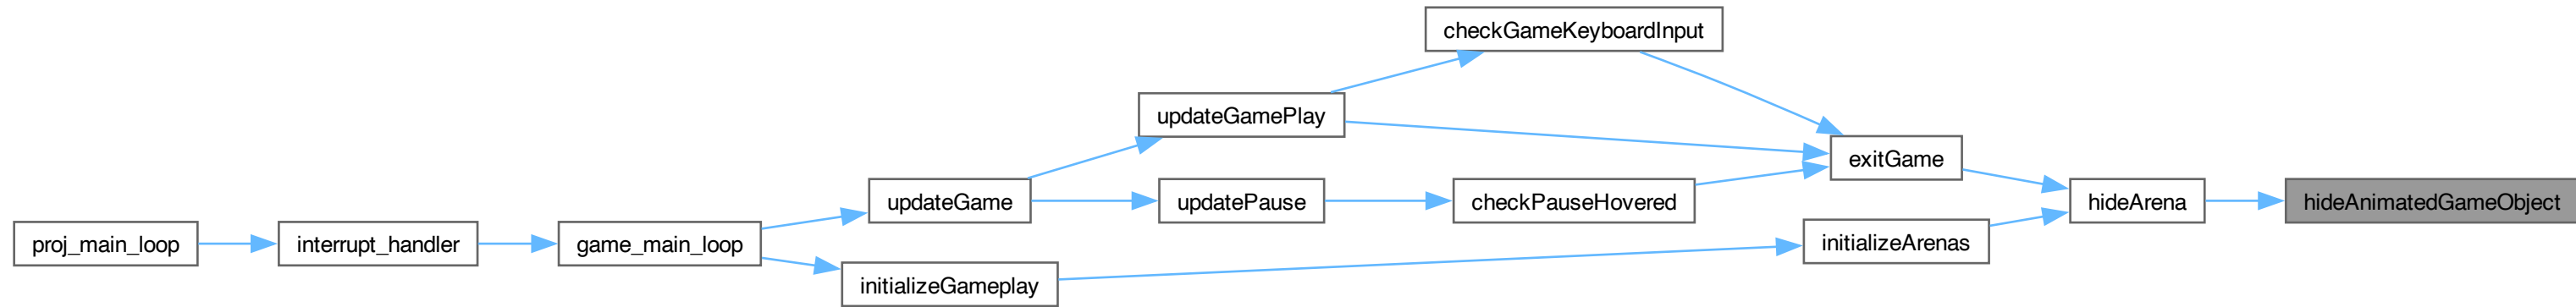 proj_main_loop
interrupt_handler
game_main_loop
updateGame
initializeGameplay
updateGamePlay
updatePause
checkGameKeyboardInput
checkPauseHovered
exitGame
initializeArenas
hideArena
hideAnimatedGameObject